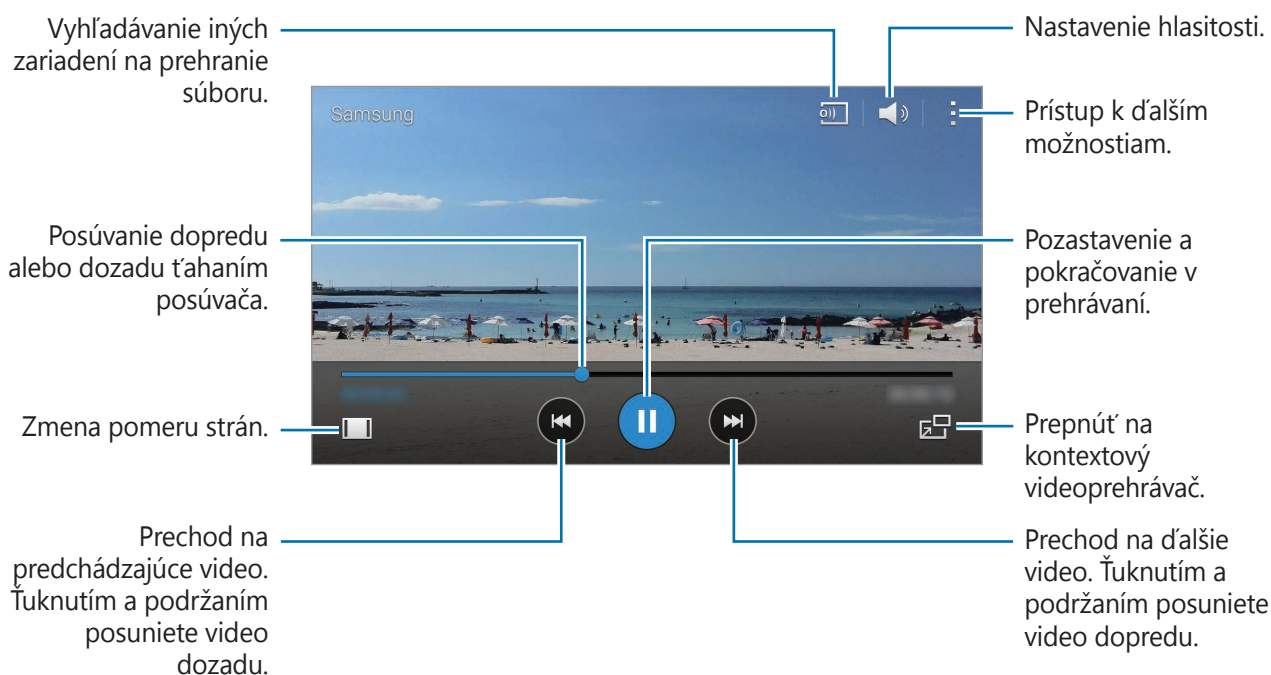 Vyhľadávanie iných
zariadení na prehranie
súboru.
Nastavenie hlasitosti.
Samsung
Prístup k ďalším
možnostiam.
Posúvanie dopredu
alebo dozadu ťahaním
posúvača.
Pozastavenie a
pokračovanie v
prehrávaní.
Zmena pomeru strán.
Prepnúť na
kontextový
videoprehrávač.
Prechod na
predchádzajúce video.
Ťuknutím a podržaním
posuniete video
dozadu.
Prechod na ďalšie
video. Ťuknutím a
podržaním posuniete
video dopredu.